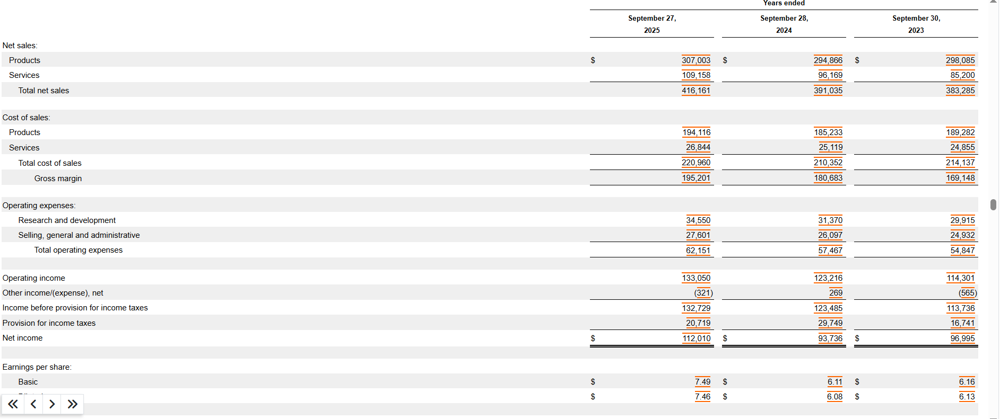 Years ended
September 27, 2025 September 28, 2024 September 30, 2023
Net sales:
Products $ 307,003 $ 294,866 $ 298,085
Services 109,158 96,169 85,200
Total net sales 416,161 391,035 383,285
Cost of sales:
Products 194,116 185,233 189,282
Services 26,844 25,119 24,855
Total cost of sales 220,960 210,352 214,137
Gross margin 195,201 180,683 169,148
Operating expenses:
Research and development 34,550 31,370 29,915
Selling, general and administrative 27,601 26,097 24,932
Total operating expenses 62,151 57,467 54,847
Operating income 133,050 123,216 114,301
Other income/(expense), net (321) 269 (565)
Income before provision for income taxes 132,729 123,485 113,736
Provision for income taxes 20,719 29,749 16,741
Net income $ 112,010 $ 93,736 $ 96,995
Earnings per share:
Basic $ 7.49 $ 6.11 $ 6.16
$ 7.46 $ 6.08 $ 6.13